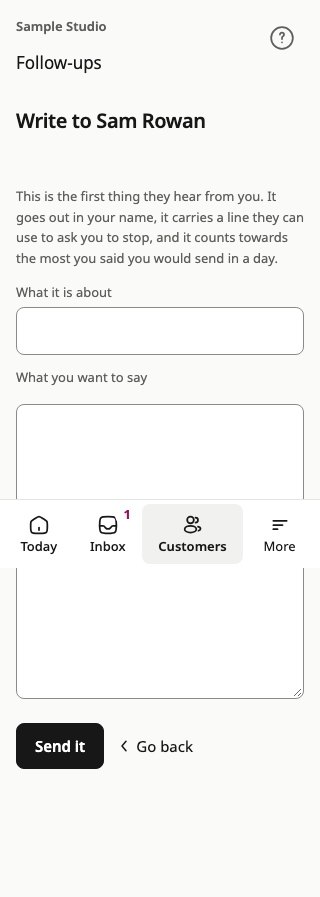 Sample Studio
Follow-ups
Write to Sam Rowan
This is the first thing they hear from you. It
goes out in your name, it carries a line they can
use to ask you to stop, and it counts towards
the most you said you would send in a day.
What it is about
What you want to say
1
Today
Inbox
Customers
More
Send it
Go back